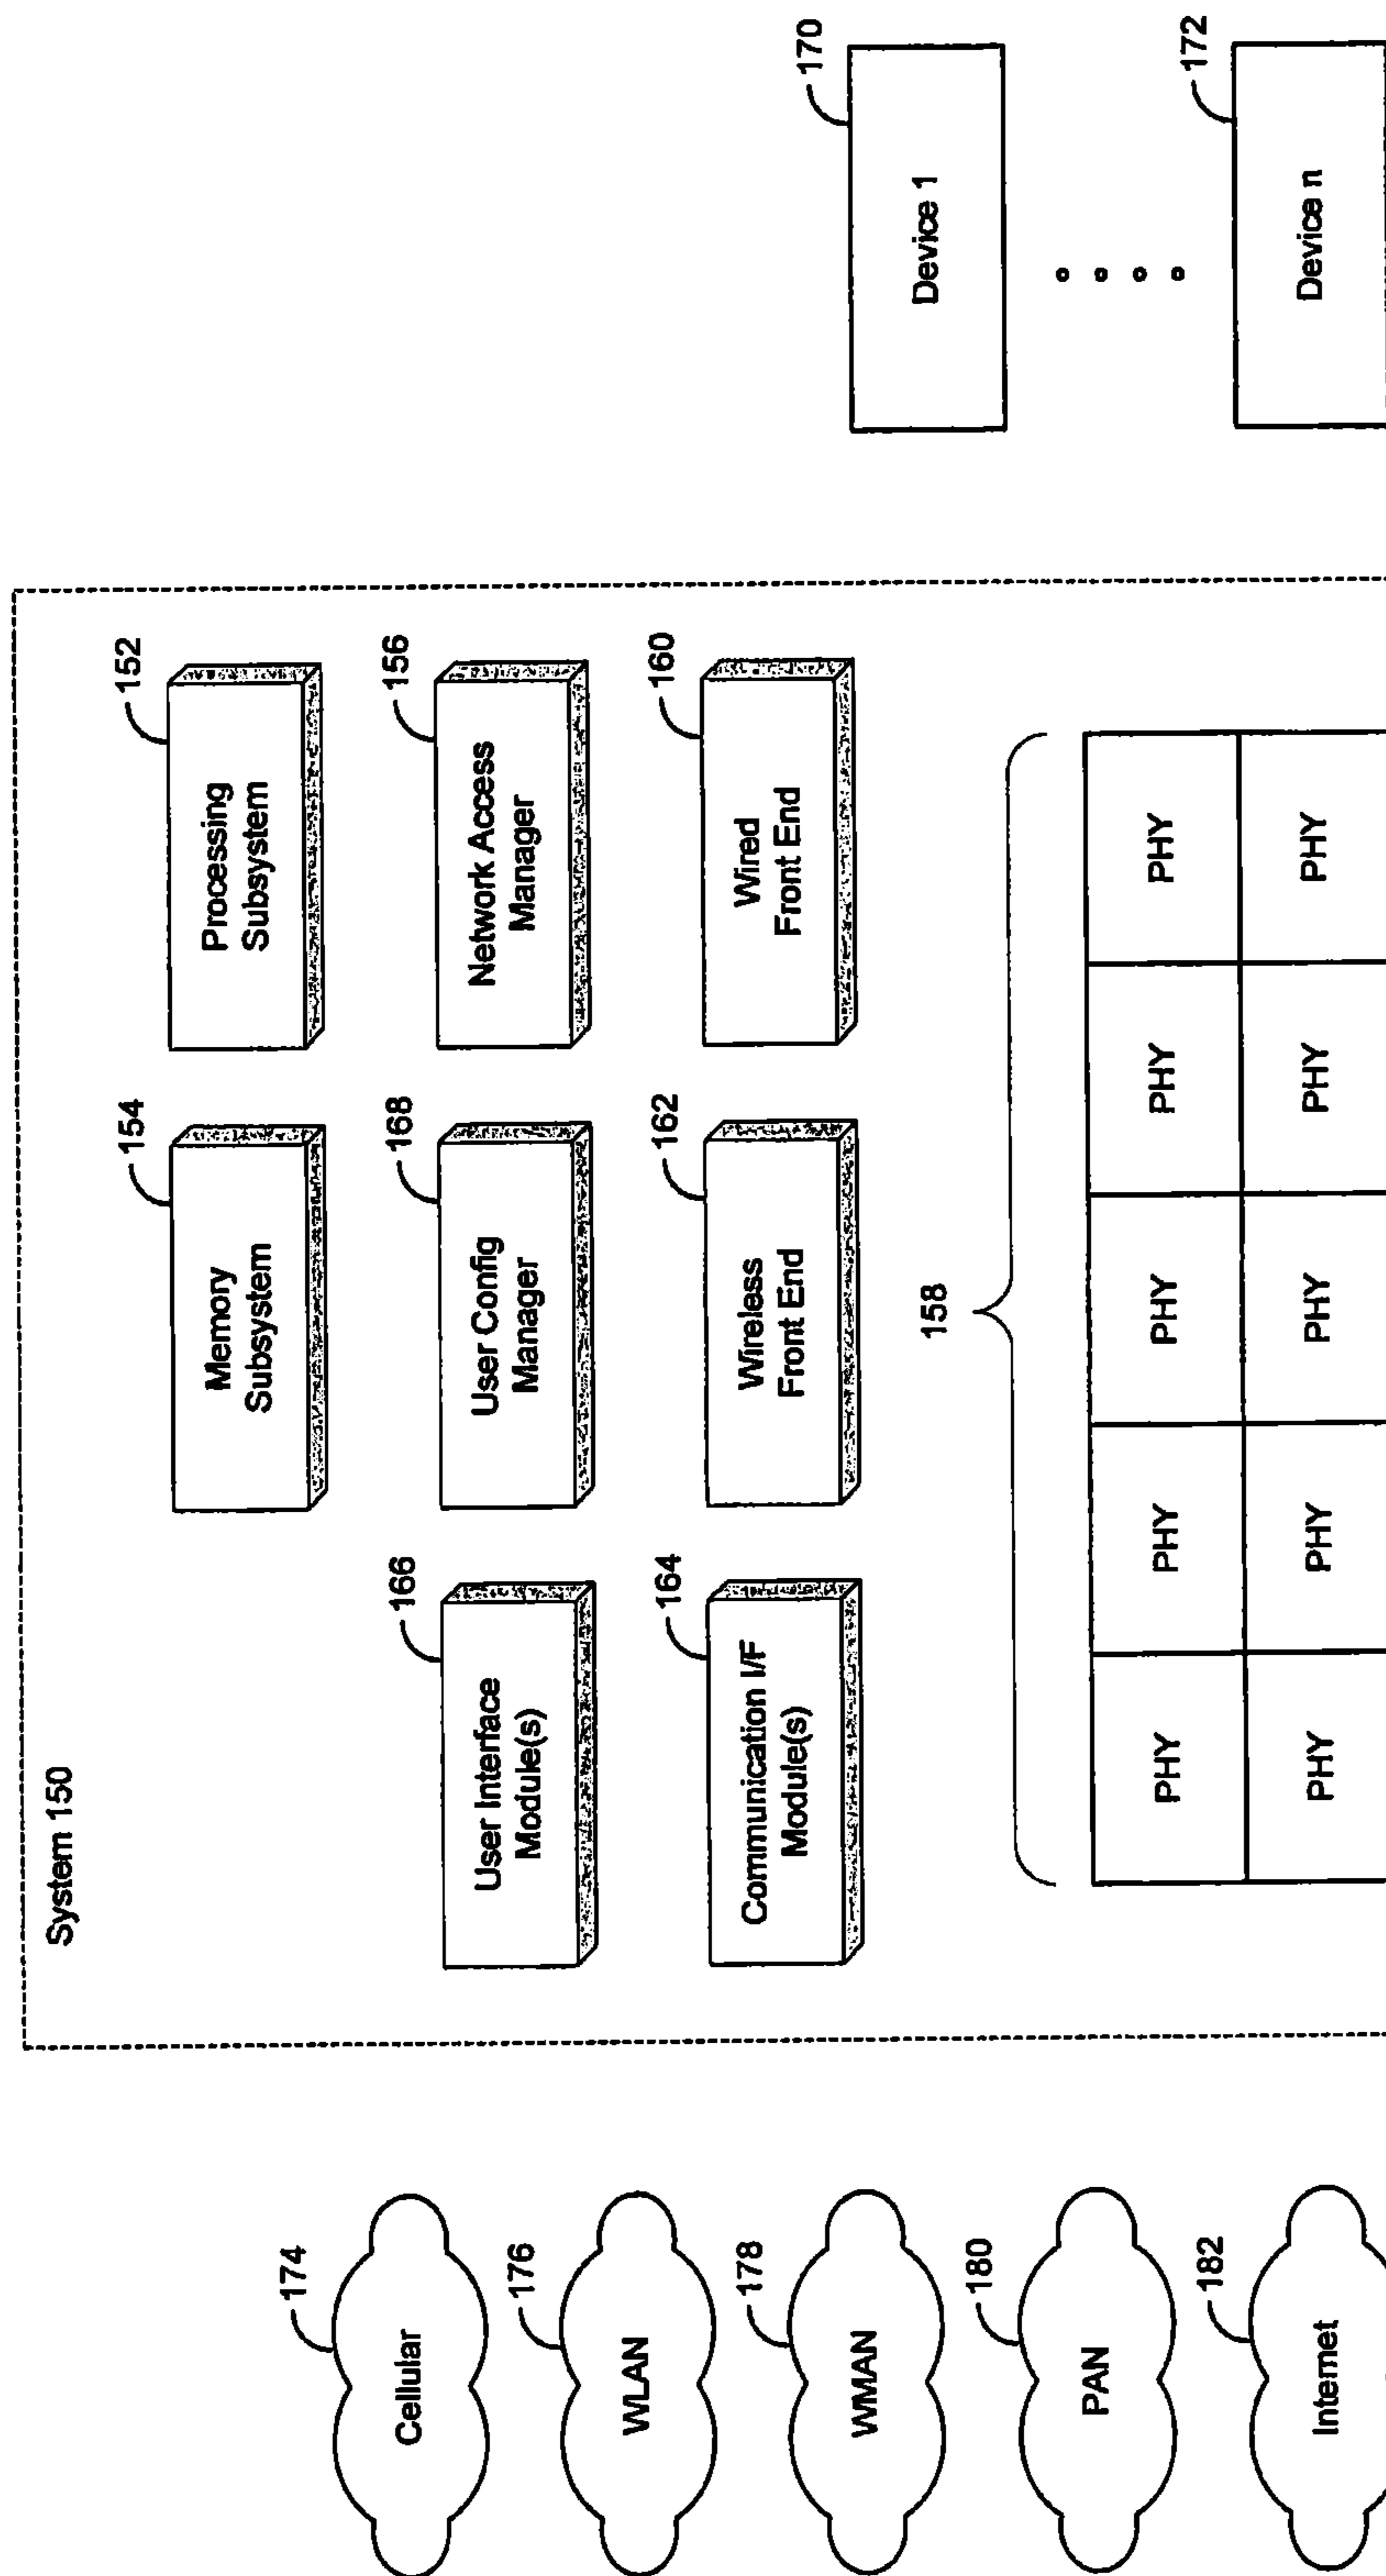 System 150
154
Memory
Subsystem
152
Processing
Subsystem
166
User Interface
Module(s)
168
User Config
Manager
156
Network Access
Manager
164
Communication I/F
Module(s)
162
Wireless
Front End
160
Wired
Front End
158
PHY
PHY
PHY
PHY
PHY
PHY
PHY
PHY
PHY
PHY
174
Cellular
176
WLAN
178
WMAN
180
PAN
182
Internet
170
Device 1
172
Device n